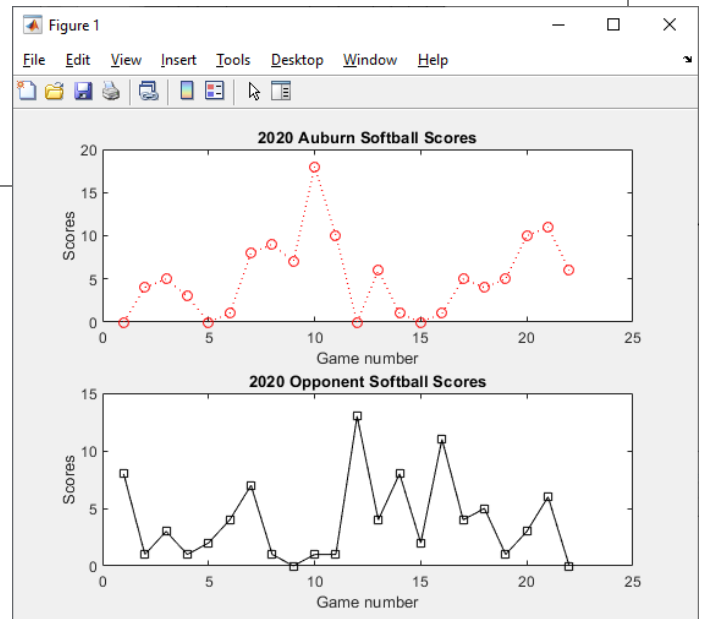 Figure 1
File Edit View Insert Tools Desktop Window Help
2020 Auburn Softball Scores
20
15
10
5
0
Scores
0 5 10 15 20 25
Game number
2020 Opponent Softball Scores
15
10
5
0
Scores
0 5 10 15 20 25
Game number